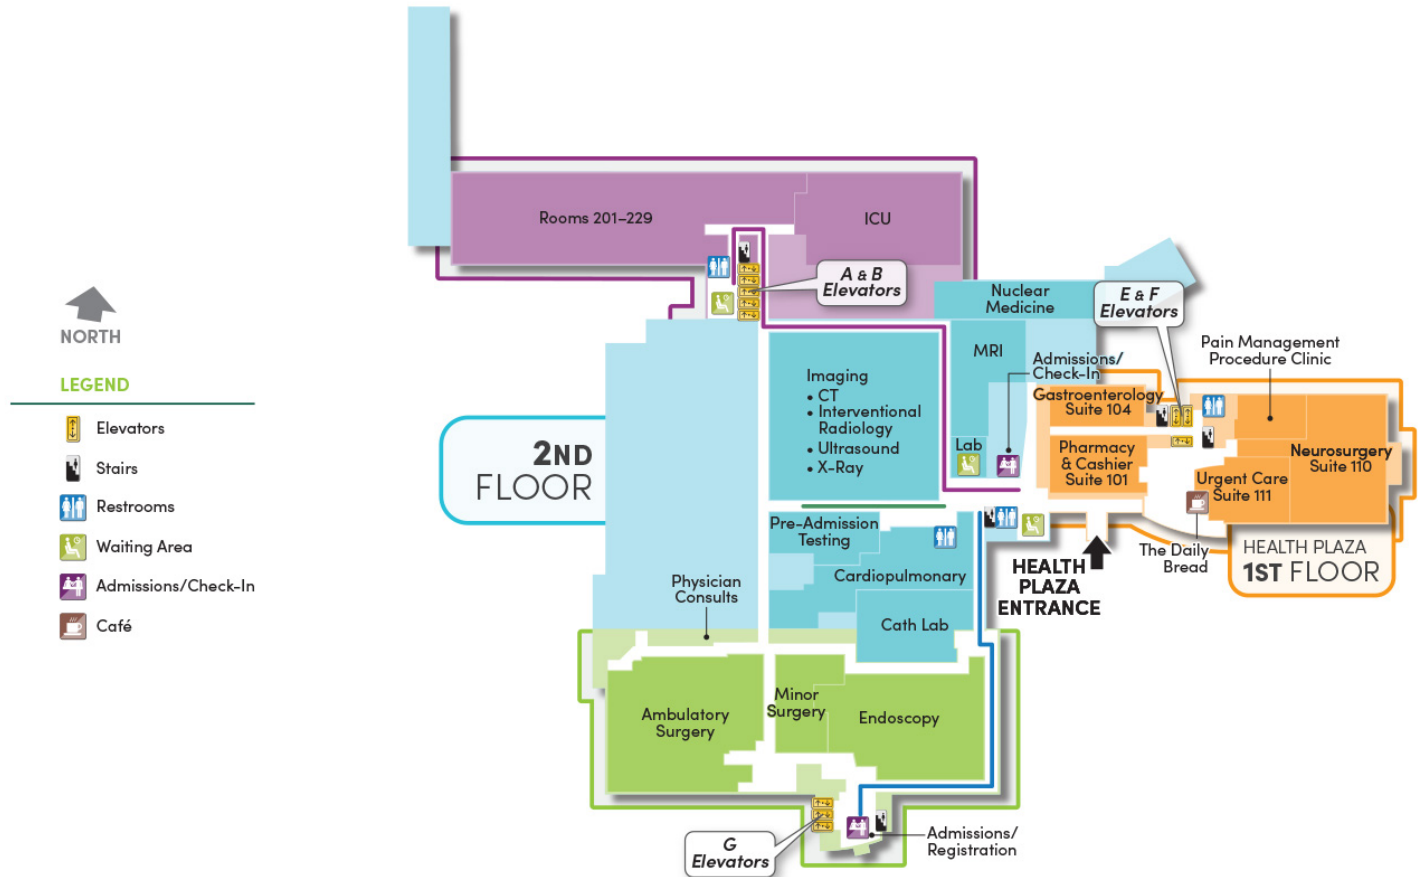 Rooms 201–229
ICU
A & B
Elevators
Nuclear
Medicine
E & F
Elevators
NORTH
LEGEND
Elevators
Stairs
Restrooms
Waiting Area
Admissions/Check-In
Café
MRI
Admissions/
Check-In
Pain Management
Procedure Clinic
Imaging
• CT
• Interventional
Radiology
• Ultrasound
• X-Ray
Lab
Gastroenterology
Suite 104
Pharmacy
& Cashier
Suite 101
Neurosurgery
Suite 110
Urgent Care
Suite 111
2ND
FLOOR
Pre-Admission
Testing
Cardiopulmonary
Cath Lab
Physician
Consults
HEALTH
PLAZA
ENTRANCE
The Daily
Bread
HEALTH PLAZA
1ST FLOOR
Ambulatory
Surgery
Minor
Surgery
Endoscopy
G
Elevators
Admissions/
Registration